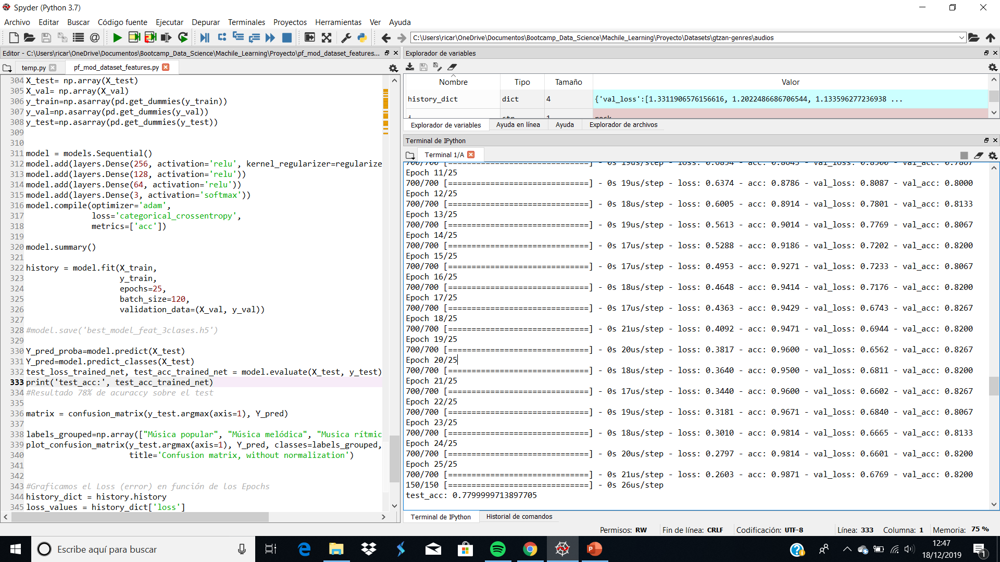 Spyder (Python 3.7)
Archivo Editar Buscar Código fuente Ejecutar Depurar Terminales Proyectos Herramientas Ver Ayuda
C:\Users\ricar\OneDrive\Documentos\Bootcamp_Data_Science\Machile_Learning\Proyecto\Datasets\gtzan-genres\audios
Editor - C:\Users\ricar\OneDrive\Documentos\Bootcamp_Data_Science\Machile_Learning\Proyecto\pf_mod_dataset_features...
temp.py pf_mod_dataset_features.py
304 X_test= np.array(X_test)
305 X_val= np.array(X_val)
306 y_train=np.asarray(pd.get_dummies(y_train))
307 y_val=np.asarray(pd.get_dummies(y_val))
308 y_test=np.asarray(pd.get_dummies(y_test))
309
310
311 model = models.Sequential()
312 model.add(layers.Dense(256, activation='relu', kernel_regularizer=regularize
313 model.add(layers.Dense(128, activation='relu'))
314 model.add(layers.Dense(64, activation='relu'))
315 model.add(layers.Dense(3, activation='softmax'))
316 model.compile(optimizer='adam',
317 loss='categorical_crossentropy',
318 metrics=['acc'])
319
320 model.summary()
321
322 history = model.fit(X_train,
323 y_train,
324 epochs=25,
325 batch_size=120,
326 validation_data=(X_val, y_val))
327
328 #model.save('best_model_feat_3clases.h5')
329
330 Y_pred_proba=model.predict(X_test)
331 Y_pred=model.predict_classes(X_test)
332 test_loss_trained_net, test_acc_trained_net = model.evaluate(X_test, y_test)
333 print('test_acc:', test_acc_trained_net)
334 #Resultado 78% de acuraccy sobre el test
335
336 matrix = confusion_matrix(y_test.argmax(axis=1), Y_pred)
337
338 labels_grouped=np.array(["Música popular", "Música melódica", "Musica rítmic
339 plot_confusion_matrix(y_test.argmax(axis=1), Y_pred, classes=labels_grouped,
340 title='Confusion matrix, without normalization')
341
342
343 #Graficamos el Loss (error) en función de los Epochs
344 history_dict = history.history
345 loss_values = history_dict['loss']
Explorador de variables
Nombre Tipo Tamaño Valor
history_dict dict 4 {'val_loss':[1.3311906576156616, 1.2022486686706544, 1.133596277236938 ...
i str 1 rock
Explorador de variables Ayuda en línea Ayuda Explorador de archivos
Terminal de IPython
Terminal 1/A
700/700 [==============================] - 0s 19us/step - loss: 0.6854 - acc: 0.8643 - val_loss: 0.8500 - val_acc: 0.7867
Epoch 11/25
700/700 [==============================] - 0s 19us/step - loss: 0.6374 - acc: 0.8786 - val_loss: 0.8087 - val_acc: 0.8000
Epoch 12/25
700/700 [==============================] - 0s 18us/step - loss: 0.6005 - acc: 0.8914 - val_loss: 0.7801 - val_acc: 0.8133
Epoch 13/25
700/700 [==============================] - 0s 19us/step - loss: 0.5613 - acc: 0.9014 - val_loss: 0.7769 - val_acc: 0.8067
Epoch 14/25
700/700 [==============================] - 0s 17us/step - loss: 0.5288 - acc: 0.9186 - val_loss: 0.7202 - val_acc: 0.8200
Epoch 15/25
700/700 [==============================] - 0s 17us/step - loss: 0.4953 - acc: 0.9271 - val_loss: 0.7233 - val_acc: 0.8067
Epoch 16/25
700/700 [==============================] - 0s 18us/step - loss: 0.4648 - acc: 0.9414 - val_loss: 0.7176 - val_acc: 0.8200
Epoch 17/25
700/700 [==============================] - 0s 17us/step - loss: 0.4363 - acc: 0.9429 - val_loss: 0.6743 - val_acc: 0.8267
Epoch 18/25
700/700 [==============================] - 0s 21us/step - loss: 0.4092 - acc: 0.9471 - val_loss: 0.6944 - val_acc: 0.8200
Epoch 19/25
700/700 [==============================] - 0s 20us/step - loss: 0.3817 - acc: 0.9600 - val_loss: 0.6562 - val_acc: 0.8267
Epoch 20/25
700/700 [==============================] - 0s 18us/step - loss: 0.3640 - acc: 0.9500 - val_loss: 0.6811 - val_acc: 0.8200
Epoch 21/25
700/700 [==============================] - 0s 17us/step - loss: 0.3440 - acc: 0.9600 - val_loss: 0.6602 - val_acc: 0.8267
Epoch 22/25
700/700 [==============================] - 0s 19us/step - loss: 0.3181 - acc: 0.9671 - val_loss: 0.6840 - val_acc: 0.8067
Epoch 23/25
700/700 [==============================] - 0s 18us/step - loss: 0.3010 - acc: 0.9814 - val_loss: 0.6665 - val_acc: 0.8133
Epoch 24/25
700/700 [==============================] - 0s 20us/step - loss: 0.2797 - acc: 0.9814 - val_loss: 0.6601 - val_acc: 0.8200
Epoch 25/25
700/700 [==============================] - 0s 21us/step - loss: 0.2603 - acc: 0.9871 - val_loss: 0.6769 - val_acc: 0.8200
150/150 [==============================] - 0s 26us/step
test_acc: 0.7799999713897705
Terminal de IPython Historial de comandos
Permisos: RW Fin de línea: CRLF Codificación: UTF-8 Línea: 333 Columna: 1 Memoria: 75 %
Escribe aquí para buscar
12:47
18/12/2019
1